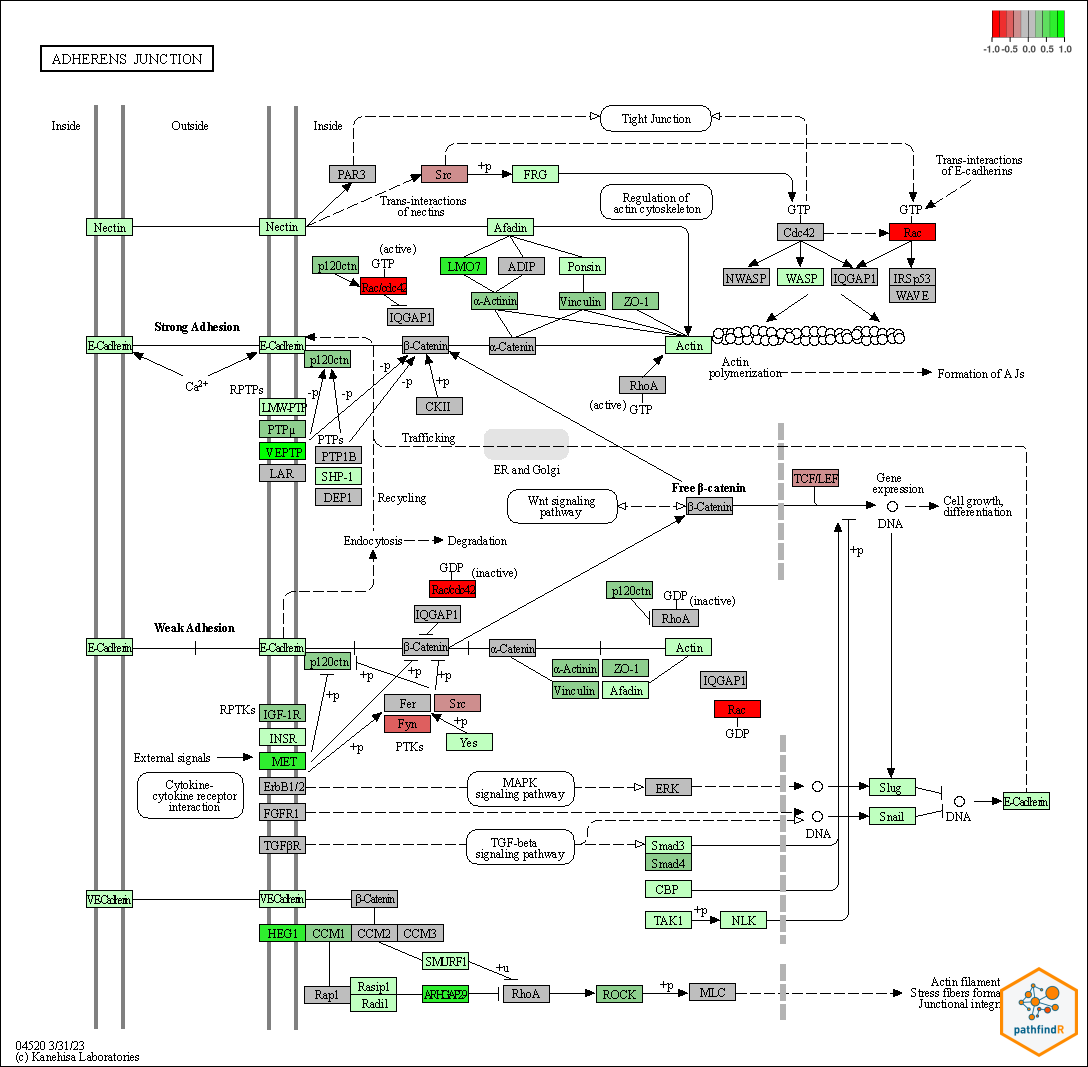 -1.0 -0.5 0.0 0.5 1.0
ADHERENS JUNCTION
Inside
Outside
Inside
Tight Junction
PAR3
Src
+p
FRG
Trans-interactions
of E-cadherins
Trans-interactions
of nectins
Regulation of
actin cytoskeleton
GTP
GTP
Nectin
Nectin
Afadin
Cdc42
Rac
(active)
p120ctn
GTP
LMO7
ADIP
Ponsin
NWASP
WASP
IQGAP1
IRSp53
Rac/cdc42
α-Actinin
Vinculin
ZO-1
WAVE
IQGAP1
Strong Adhesion
E-Cadherin
E-Cadherin
β-Catenin
α-Catenin
Actin
p120ctn
Actin
polymerization
Formation of AJs
Ca2+
RPTPs
-p
-p
-p
-p
+p
RhoA
(active)
GTP
LMW-PTP
CKII
PTPμ
PTPs
Trafficking
VEPTP
PTP1B
ER and Golgi
LAR
SHP-1
DEP1
Recycling
Free β-catenin
TCF/LEF
Gene
expression
Wnt signaling
pathway
β-Catenin
DNA
Cell growth,
differentiation
+p
Endocytosis
Degradation
GDP
(inactive)
Rac/cdc42
p120ctn
GDP
(inactive)
IQGAP1
RhoA
Weak Adhesion
E-Cadherin
E-Cadherin
β-Catenin
α-Catenin
Actin
p120ctn
+p
+p
+p
α-Actinin
ZO-1
IQGAP1
Vinculin
Afadin
+p
RPTKs
IGF-1R
Fer
Src
Rac
Fyn
+p
GDP
INSR
PTKs
Yes
External signals
MET
+p
Cytokine-
cytokine receptor
interaction
ErbB1/2
MAPK
signaling pathway
ERK
Slug
E-Cadherin
FGFR1
DNA
Snail
DNA
TGFβR
TGF-beta
signaling pathway
Smad3
Smad4
CBP
VE-Cadherin
VE-Cadherin
β-Catenin
TAK1
+p
NLK
HEG1
CCM1
CCM2
CCM3
SMURF1
+u
Rap1
Rasip1
Radil
ARHGAP29
RhoA
ROCK
+p
MLC
Actin filament
Stress fibers
Junctional
pathfindR
04520 3/31/23
(c) Kanehisa Laboratories